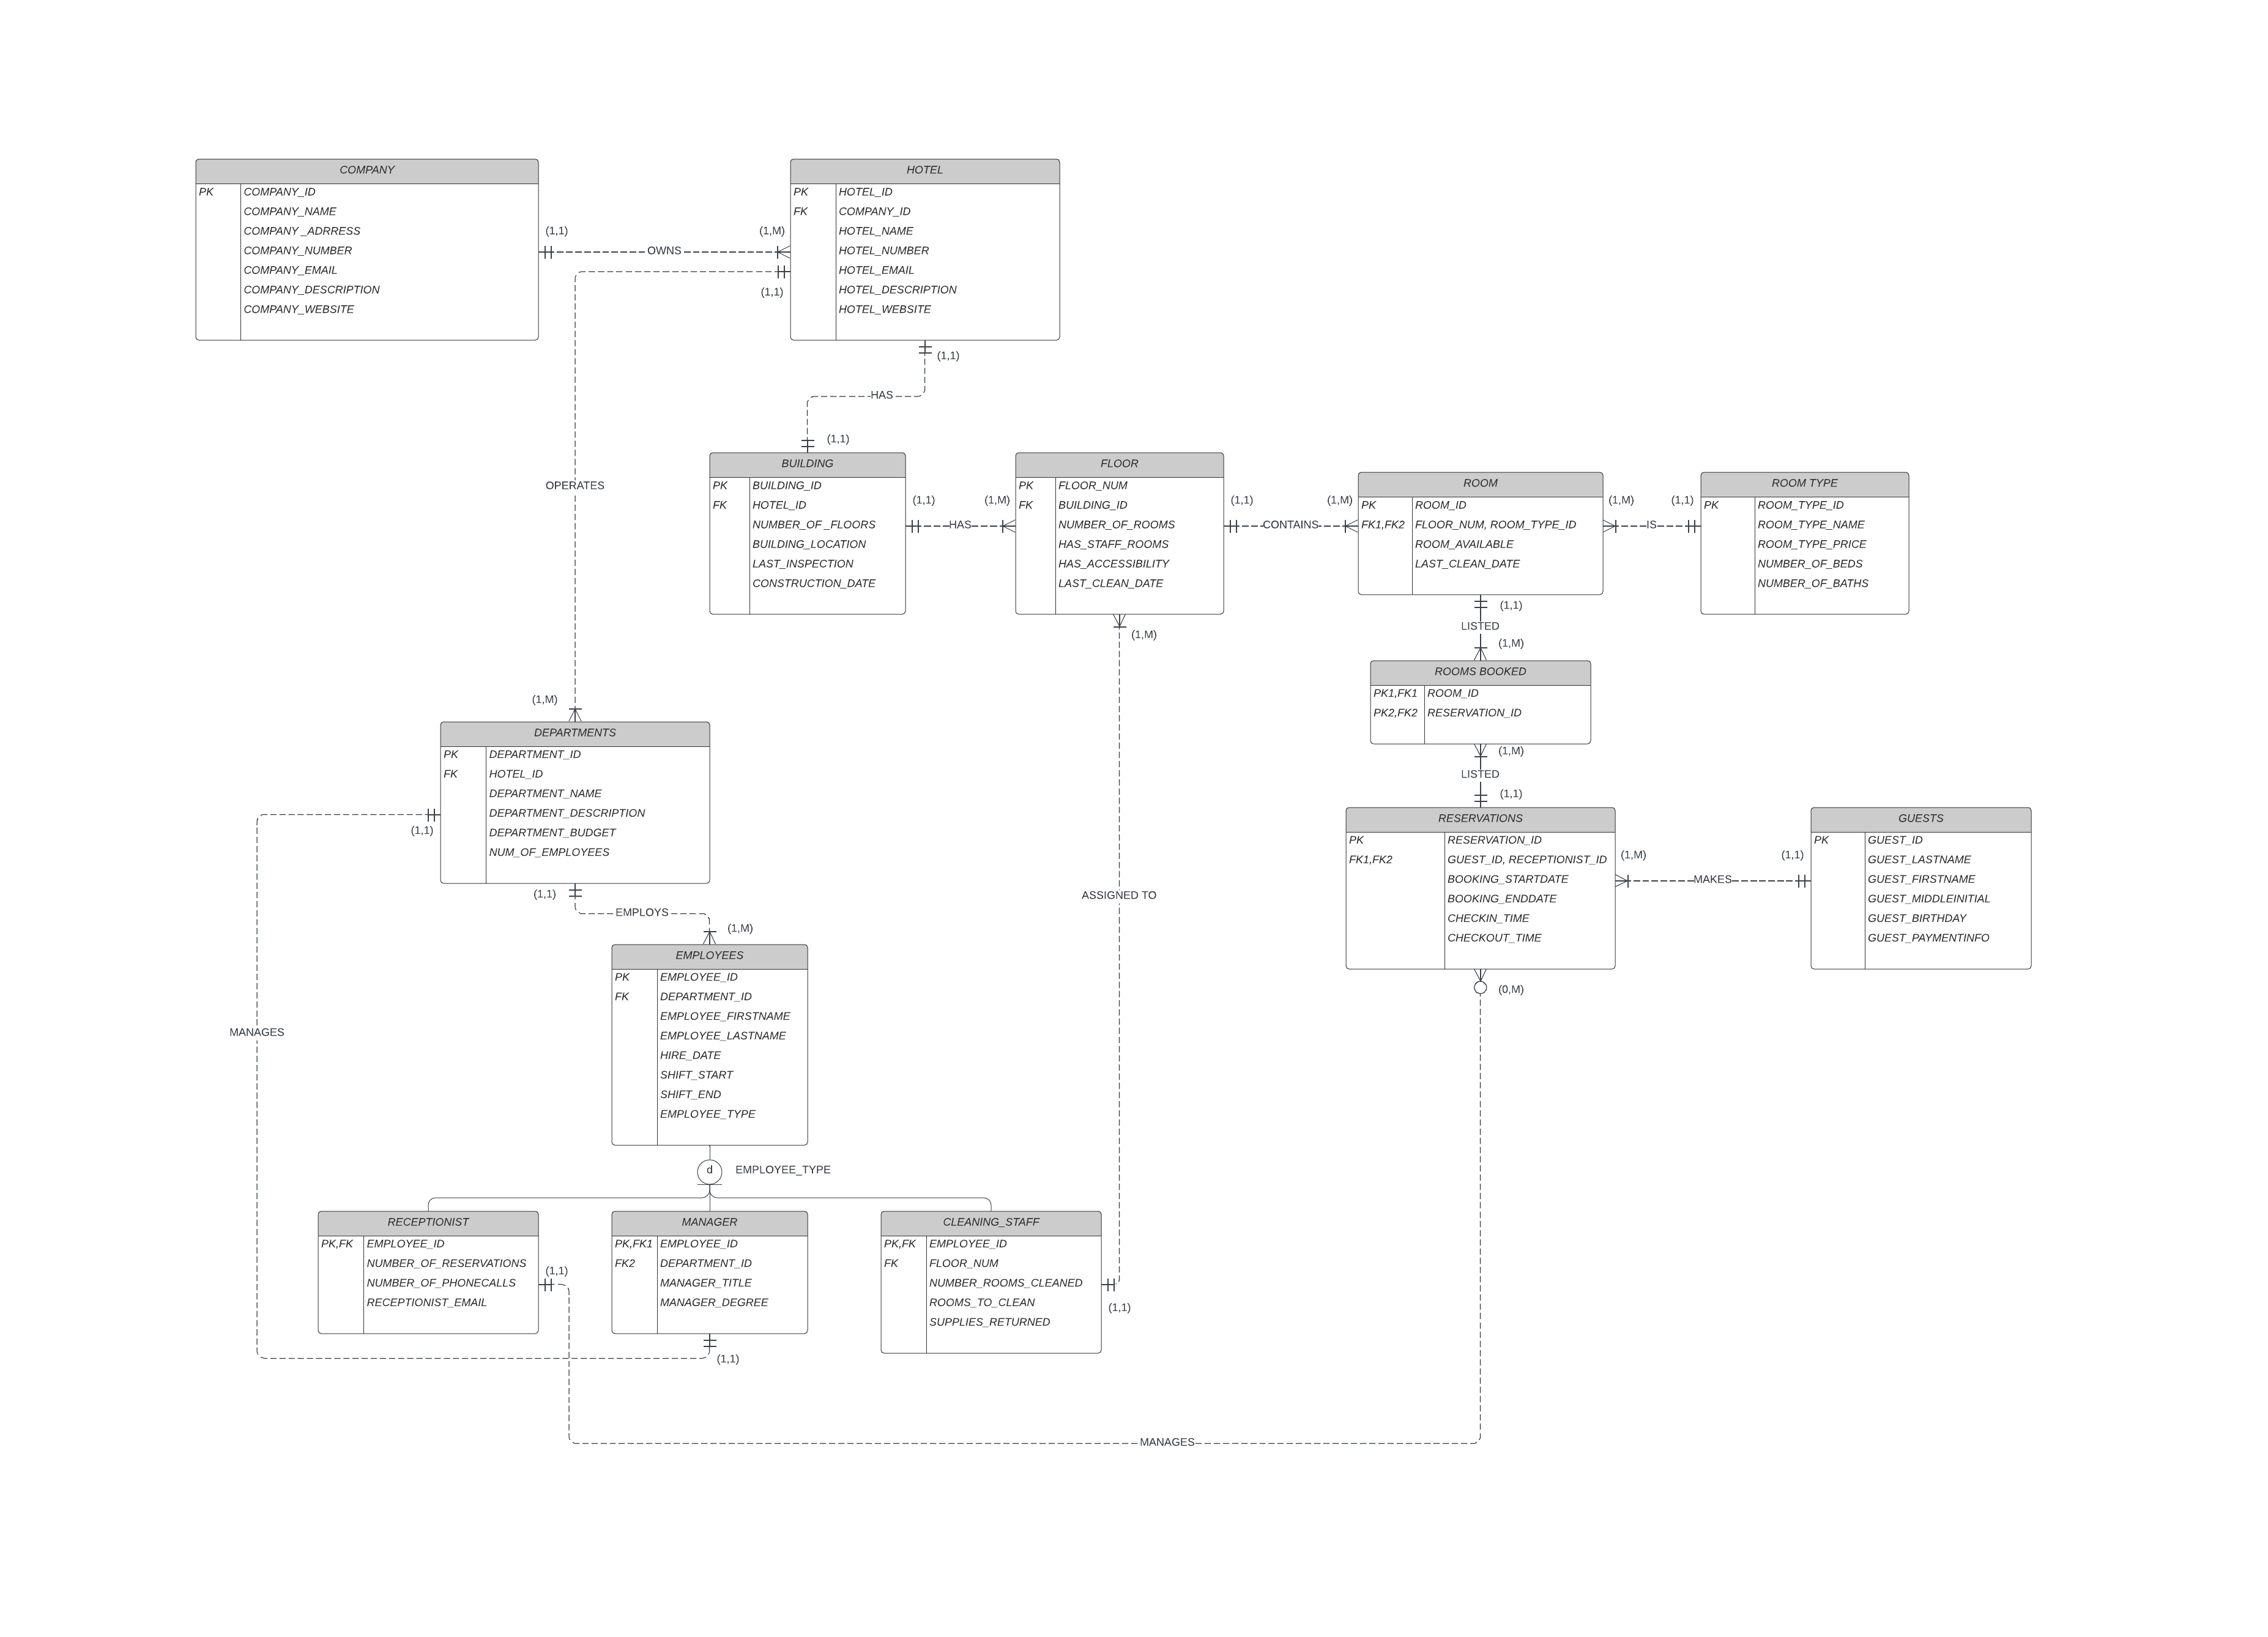 COMPANY
PK COMPANY_ID
COMPANY_NAME
COMPANY_ADRRESS
COMPANY_NUMBER
COMPANY_EMAIL
COMPANY_DESCRIPTION
COMPANY_WEBSITE
(1,1)
OWNS
(1,M)
HOTEL
PK HOTEL_ID
FK COMPANY_ID
HOTEL_NAME
HOTEL_NUMBER
HOTEL_EMAIL
HOTEL_DESCRIPTION
HOTEL_WEBSITE
(1,1)
(1,1)
HAS
(1,1)
OPERATES
(1,M)
BUILDING
PK BUILDING_ID
FK HOTEL_ID
NUMBER_OF_FLOORS
BUILDING_LOCATION
LAST_INSPECTION
CONSTRUCTION_DATE
(1,1)
HAS
(1,M)
FLOOR
PK FLOOR_NUM
FK BUILDING_ID
NUMBER_OF_ROOMS
HAS_STAFF_ROOMS
HAS_ACCESSIBILITY
LAST_CLEAN_DATE
(1,M)
(1,1)
CONTAINS
(1,M)
ROOM
PK ROOM_ID
FK1,FK2 FLOOR_NUM, ROOM_TYPE_ID
ROOM_AVAILABLE
LAST_CLEAN_DATE
(1,M)
IS
(1,1)
ROOM TYPE
PK ROOM_TYPE_ID
ROOM_TYPE_NAME
ROOM_TYPE_PRICE
NUMBER_OF_BEDS
NUMBER_OF_BATHS
(1,1)
LISTED
(1,M)
ROOMS BOOKED
PK1,FK1 ROOM_ID
PK2,FK2 RESERVATION_ID
(1,M)
LISTED
(1,1)
RESERVATIONS
PK RESERVATION_ID
FK1,FK2 GUEST_ID, RECEPTIONIST_ID
BOOKING_STARTDATE
BOOKING_ENDDATE
CHECKIN_TIME
CHECKOUT_TIME
(0,M)
(1,M)
MAKES
(1,1)
GUESTS
PK GUEST_ID
GUEST_LASTNAME
GUEST_FIRSTNAME
GUEST_MIDDLEINITIAL
GUEST_BIRTHDAY
GUEST_PAYMENTINFO
DEPARTMENTS
PK DEPARTMENT_ID
FK HOTEL_ID
DEPARTMENT_NAME
DEPARTMENT_DESCRIPTION
DEPARTMENT_BUDGET
NUM_OF_EMPLOYEES
(1,1)
(1,1)
EMPLOYS
(1,M)
ASSIGNED TO
EMPLOYEES
PK EMPLOYEE_ID
FK DEPARTMENT_ID
EMPLOYEE_FIRSTNAME
EMPLOYEE_LASTNAME
HIRE_DATE
SHIFT_START
SHIFT_END
EMPLOYEE_TYPE
MANAGES
d EMPLOYEE_TYPE
RECEPTIONIST
PK,FK EMPLOYEE_ID
NUMBER_OF_RESERVATIONS
NUMBER_OF_PHONECALLS
RECEPTIONIST_EMAIL
(1,1)
MANAGER
PK,FK1 EMPLOYEE_ID
FK2 DEPARTMENT_ID
MANAGER_TITLE
MANAGER_DEGREE
(1,1)
CLEANING_STAFF
PK,FK EMPLOYEE_ID
FK FLOOR_NUM
NUMBER_ROOMS_CLEANED
ROOMS_TO_CLEAN
SUPPLIES_RETURNED
(1,1)
MANAGES